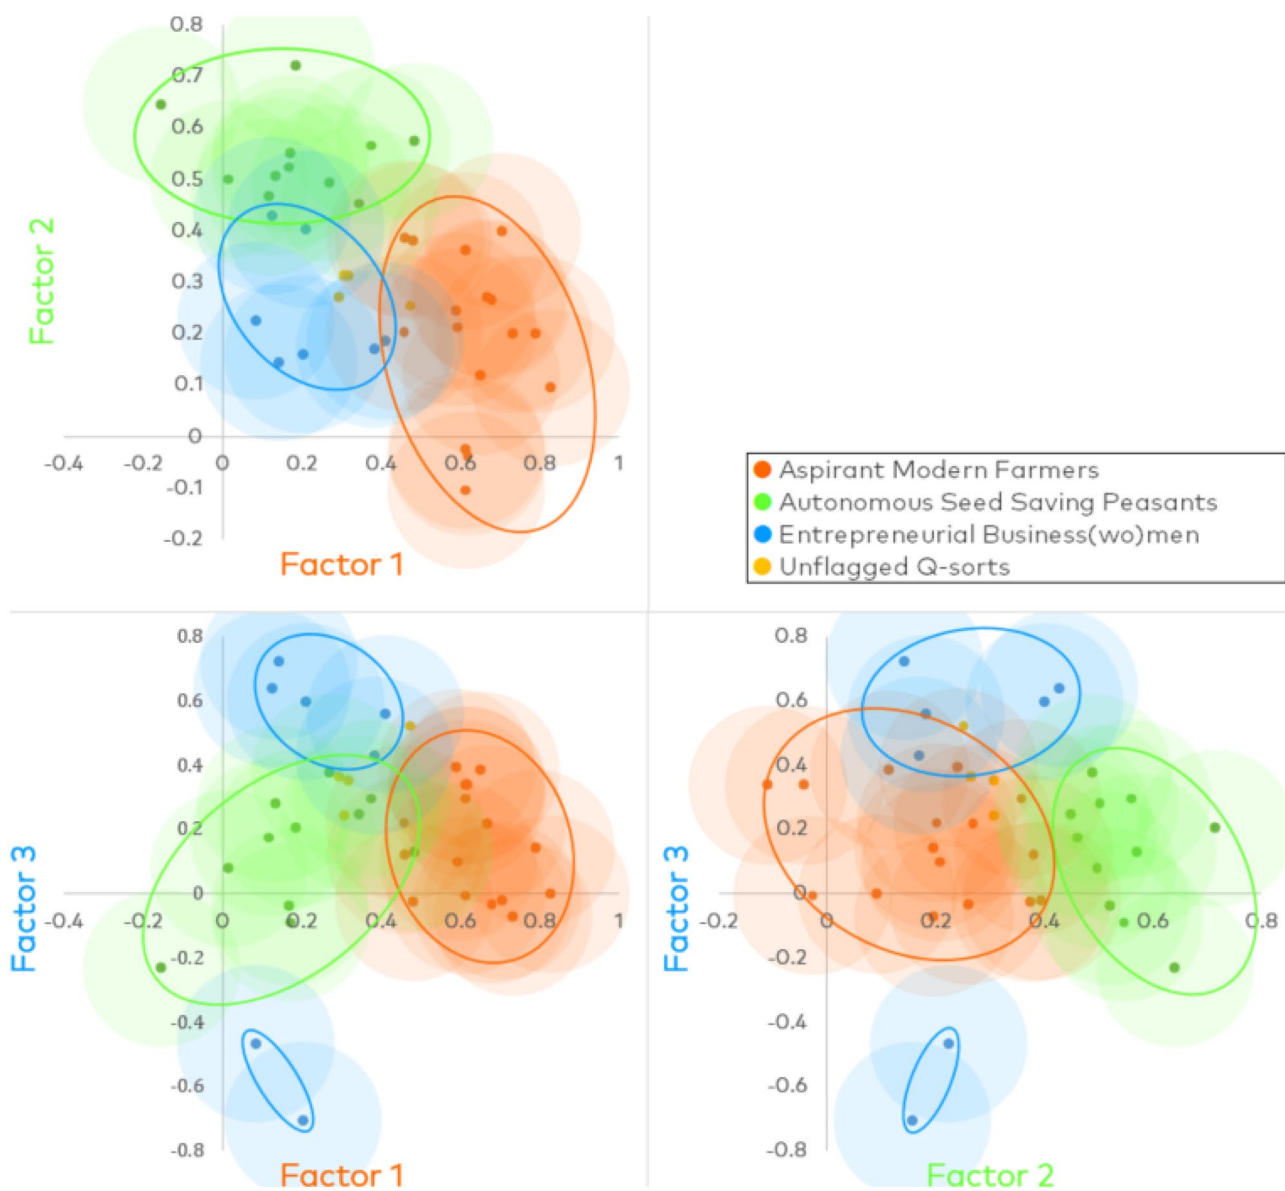 0.8
0.7
0.6
0.5
0.4
0.3
0.2
0.1
0
-0.1
-0.2
Factor 2
-0.4 -0.2 0 0.2 0.4 0.6 0.8 1
Factor 1
Aspirant Modern Farmers
Autonomous Seed Saving Peasants
Entrepreneurial Business(wo)men
Unflagged Q-sorts
0.8
0.6
0.4
0.2
0
-0.2
-0.4
-0.6
-0.8
Factor 3
-0.4 -0.2 0 0.2 0.4 0.6 0.8 1
Factor 1
0.8
0.6
0.4
0.2
0
-0.2
-0.4
-0.6
-0.8
Factor 3
-0.2 0 0.2 0.4 0.6 0.8
Factor 2